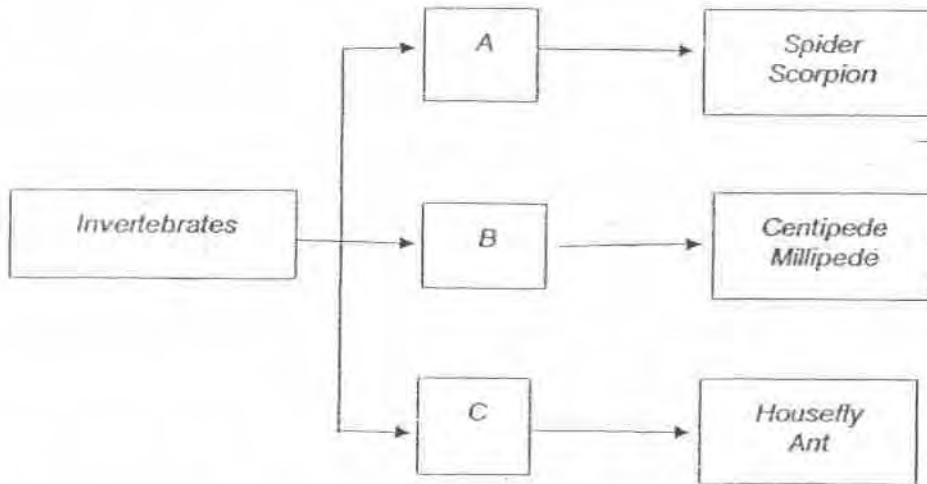 A
Spider
Scorpion
Invertebrates
B
Centipede
Millipede
C
Housefly
Ant